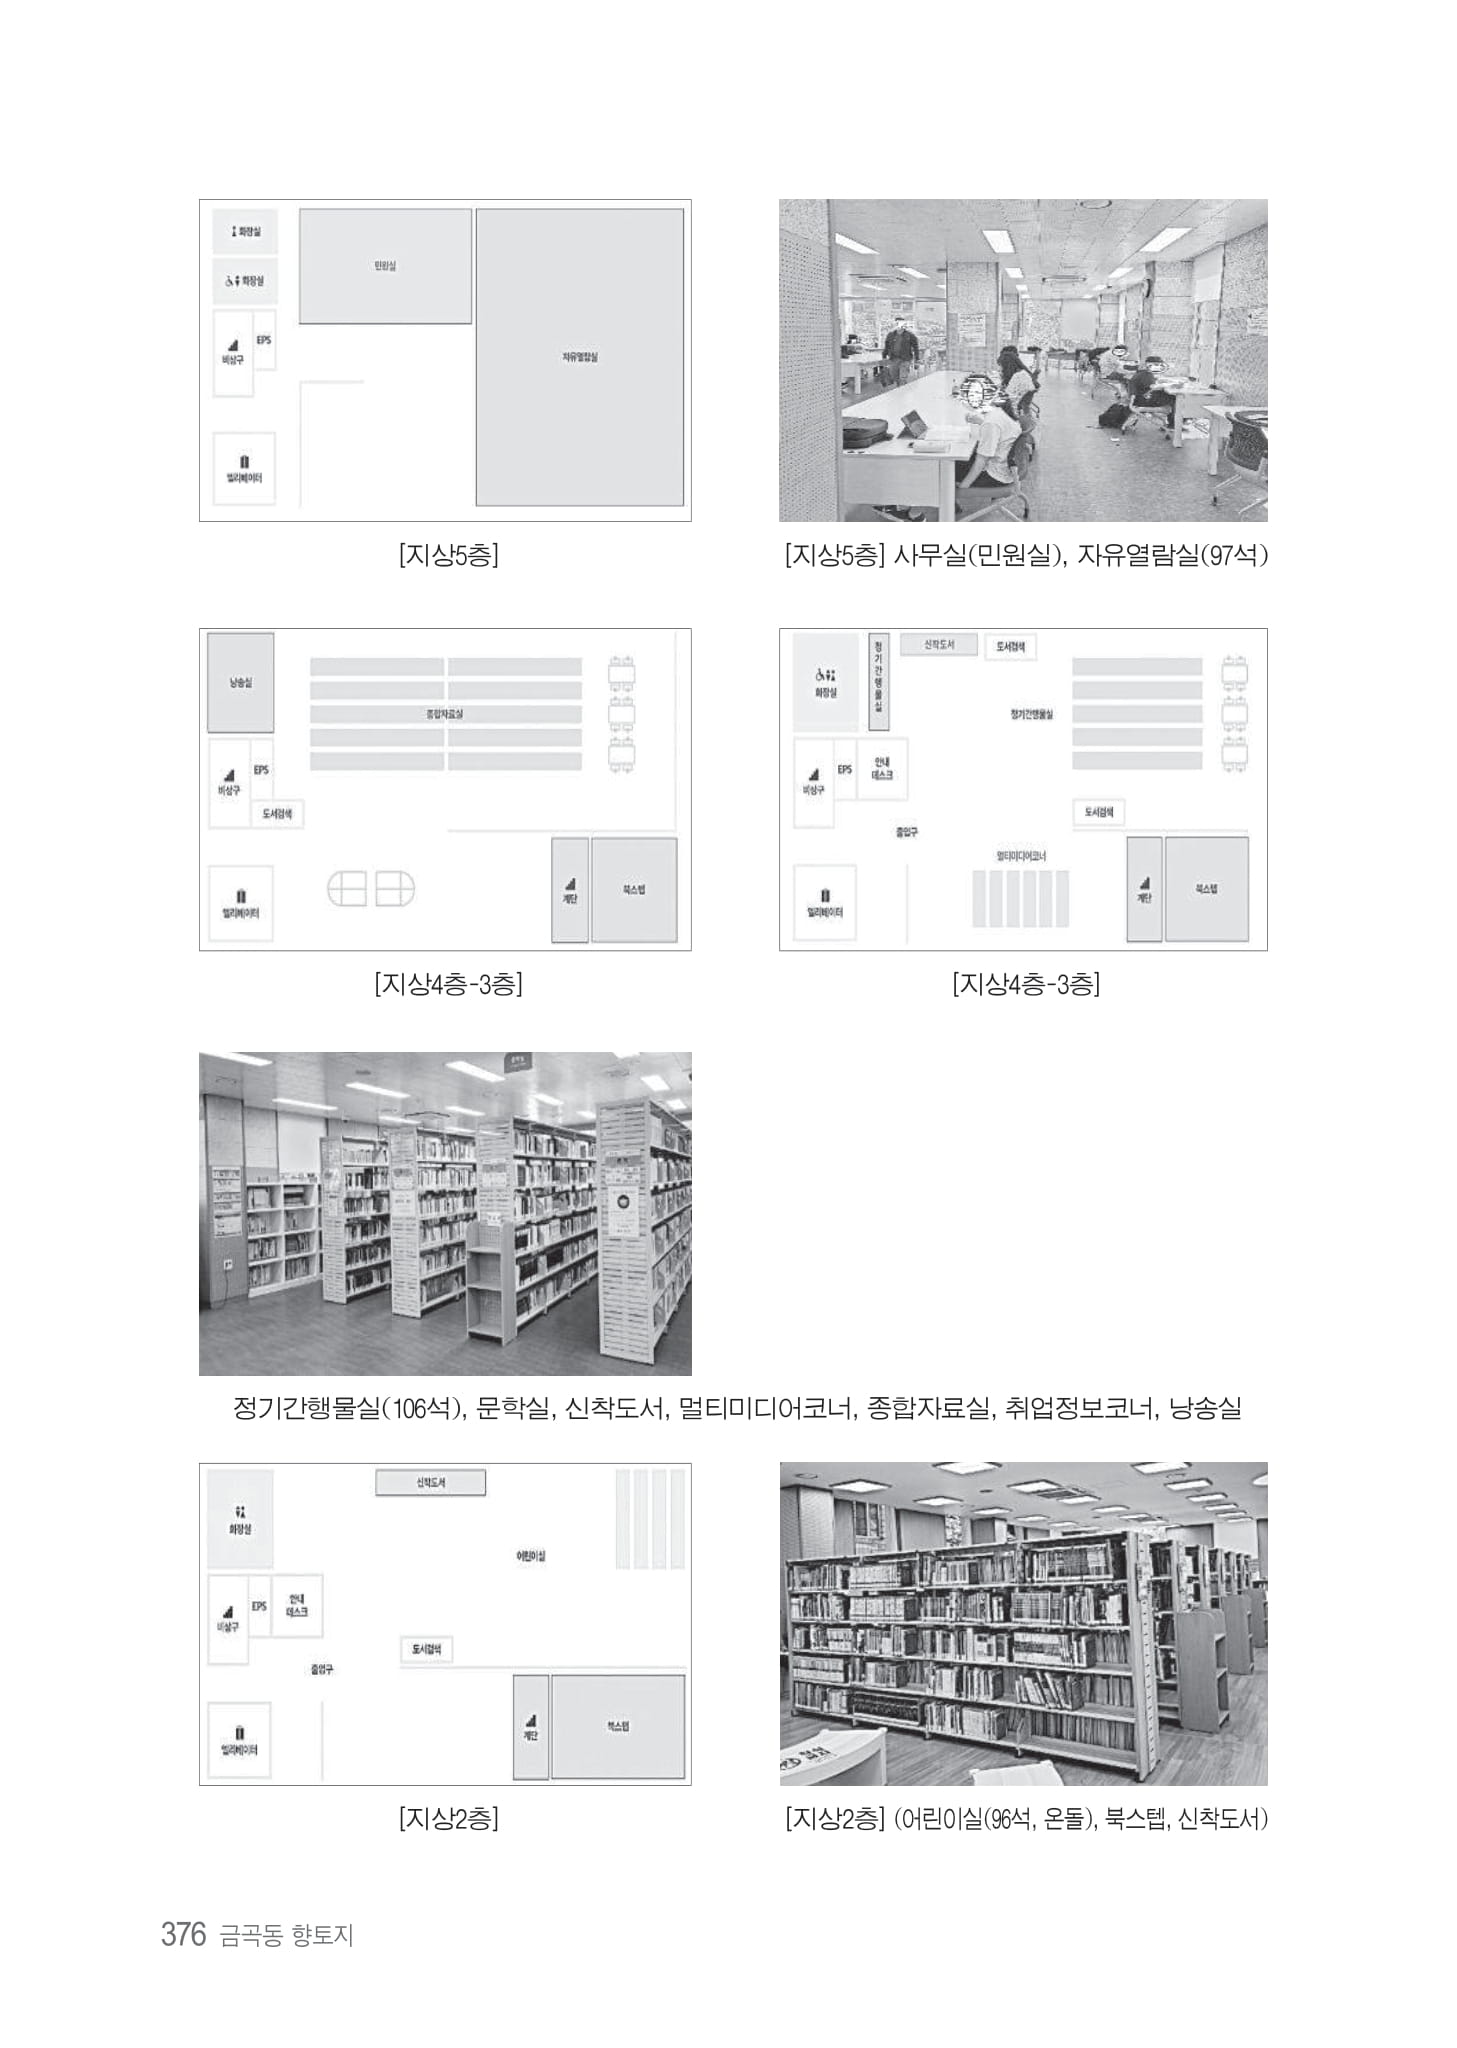 화장실
민원실
화장실
EPS
비상구
자유열람실
엘리베이터
[지상5층]
[지상5층] 사무실(민원실), 자유열람실(97석)
낭송실
종합자료실
EPS
비상구
도서검색
엘리베이터
계단
북스텝
[지상4층-3층]
정기간행물실
신착도서
도서검색
화장실
정기간행물실
안내
데스크
EPS
비상구
도서검색
출입구
멀티미디어코너
엘리베이터
계단
북스텝
[지상4층-3층]
정기간행물실(106석), 문학실, 신착도서, 멀티미디어코너, 종합자료실, 취업정보코너, 낭송실
신착도서
화장실
어린이실
안내
데스크
EPS
비상구
도서검색
출입구
엘리베이터
계단
북스텝
[지상2층]
[지상2층] (어린이실(96석, 온돌), 북스텝, 신착도서)
376 금곡동 향토지